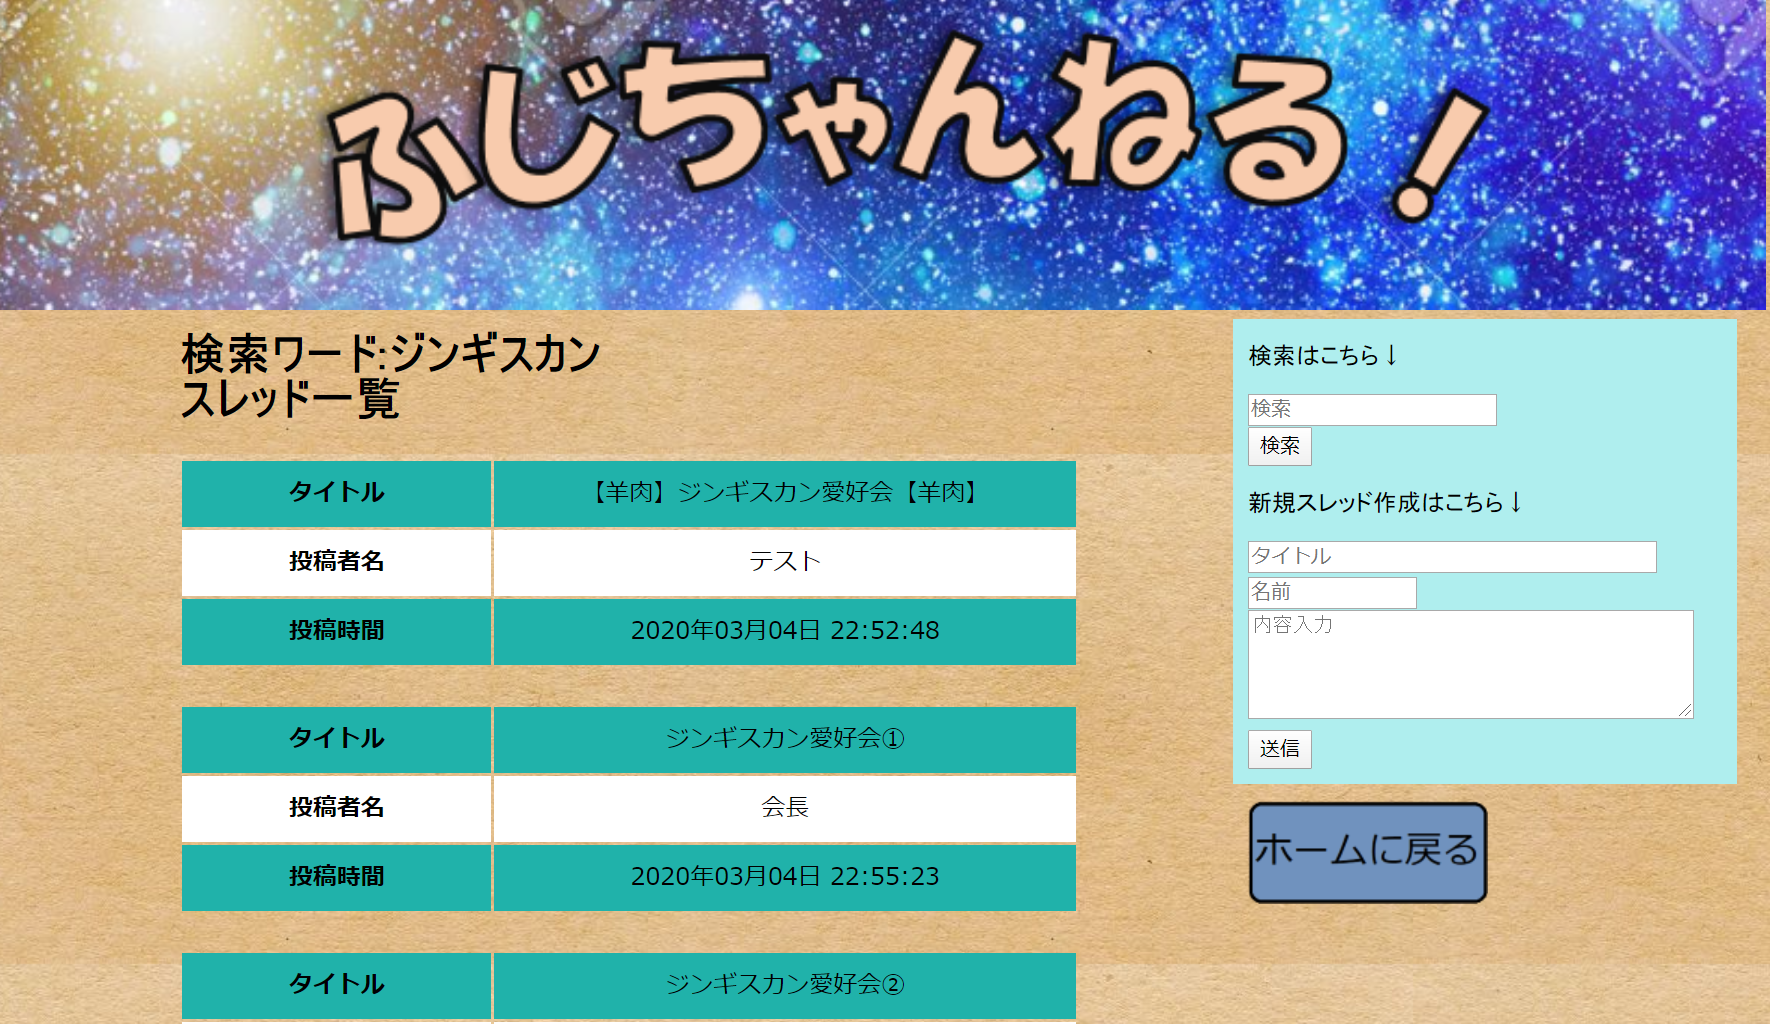 ふじちゃんねる！
検索ワード:ジンギスカン
スレッド一覧
タイトル 【羊肉】ジンギスカン愛好会【羊肉】
投稿者名 テスト
投稿時間 2020年03月04日 22:52:48
タイトル ジンギスカン愛好会①
投稿者名 会長
投稿時間 2020年03月04日 22:55:23
タイトル ジンギスカン愛好会②
検索はこちら↓
検索
検索
新規スレッド作成はこちら↓
タイトル
名前
内容入力
送信
ホームに戻る